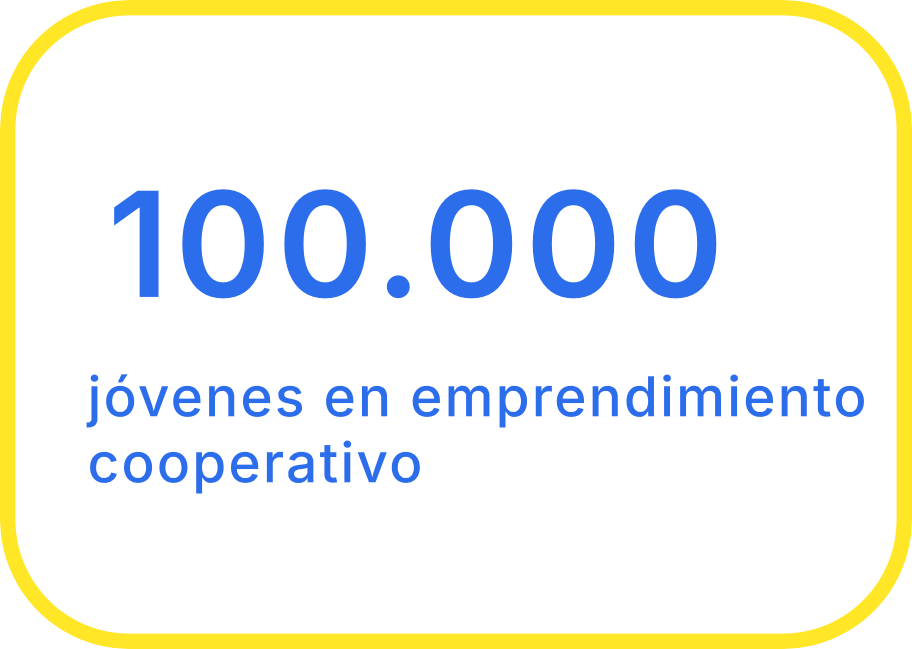 100.000
jóvenes en emprendimiento
cooperativo